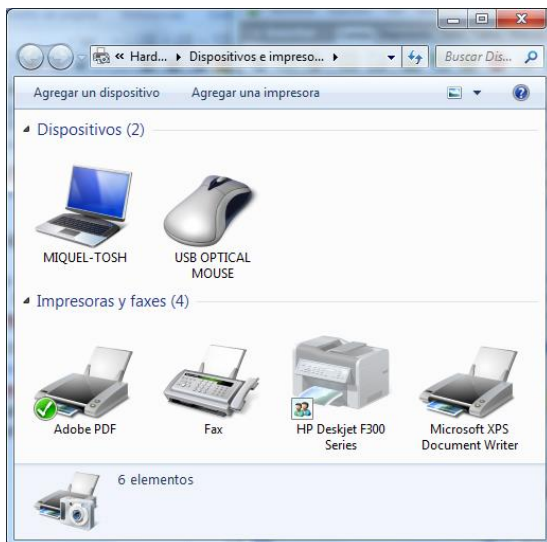 « Hard... ▸ Dispositivos e impreso... ▸ Buscar Dis...
Agregar un dispositivo Agregar una impresora
Dispositivos (2)
MIQUEL-TOSH USB OPTICAL
MOUSE
Impresoras y faxes (4)
Adobe PDF Fax HP Deskjet F300 Microsoft XPS
Series Document Writer
6 elementos